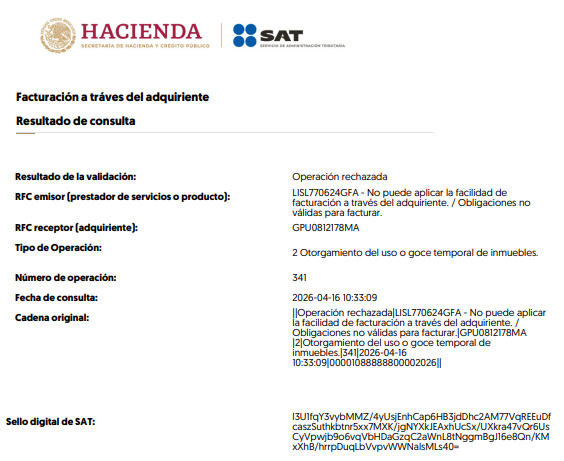 HACIENDA
SECRETARÍA DE HACIENDA Y CRÉDITO PÚBLICO
SAT
SERVICIO DE ADMINISTRACIÓN TRIBUTARIA
Facturación a tráves del adquiriente
Resultado de consulta
Resultado de la validación: Operación rechazada
RFC emisor (prestador de servicios o producto): LISL770624GFA - No puede aplicar la facilidad de
facturación a través del adquiriente. / Obligaciones no
válidas para facturar.
RFC receptor (adquiriente): GPU0812178MA
Tipo de Operación: 2 Otorgamiento del uso o goce temporal de inmuebles.
Número de operación: 341
Fecha de consulta: 2026-04-16 10:33:09
Cadena original: ||Operación rechazada|LISL770624GFA - No puede aplicar
la facilidad de facturación a través del adquiriente. /
Obligaciones no válidas para facturar.|GPU0812178MA
|2|Otorgamiento del uso o goce temporal de
inmuebles.|341|2026-04-16
10:33:09|00001088888800002026||
Sello digital de SAT: l3U1fqY3vybMMZ/4yUsjEnhCap6HB3jdDhc2AM77VqREEuDf
caszSuthkbtnr5xx7MXK/jgNYXkJEAxhUcSx/UXkra47vQr6Us
CyVpwjb9o6vqVbHDaGzqC2aWnL8tNggmBgJ16e8Qn/KM
xXhB/hrrpDuqLbVvpvWWNaIsMLs40=